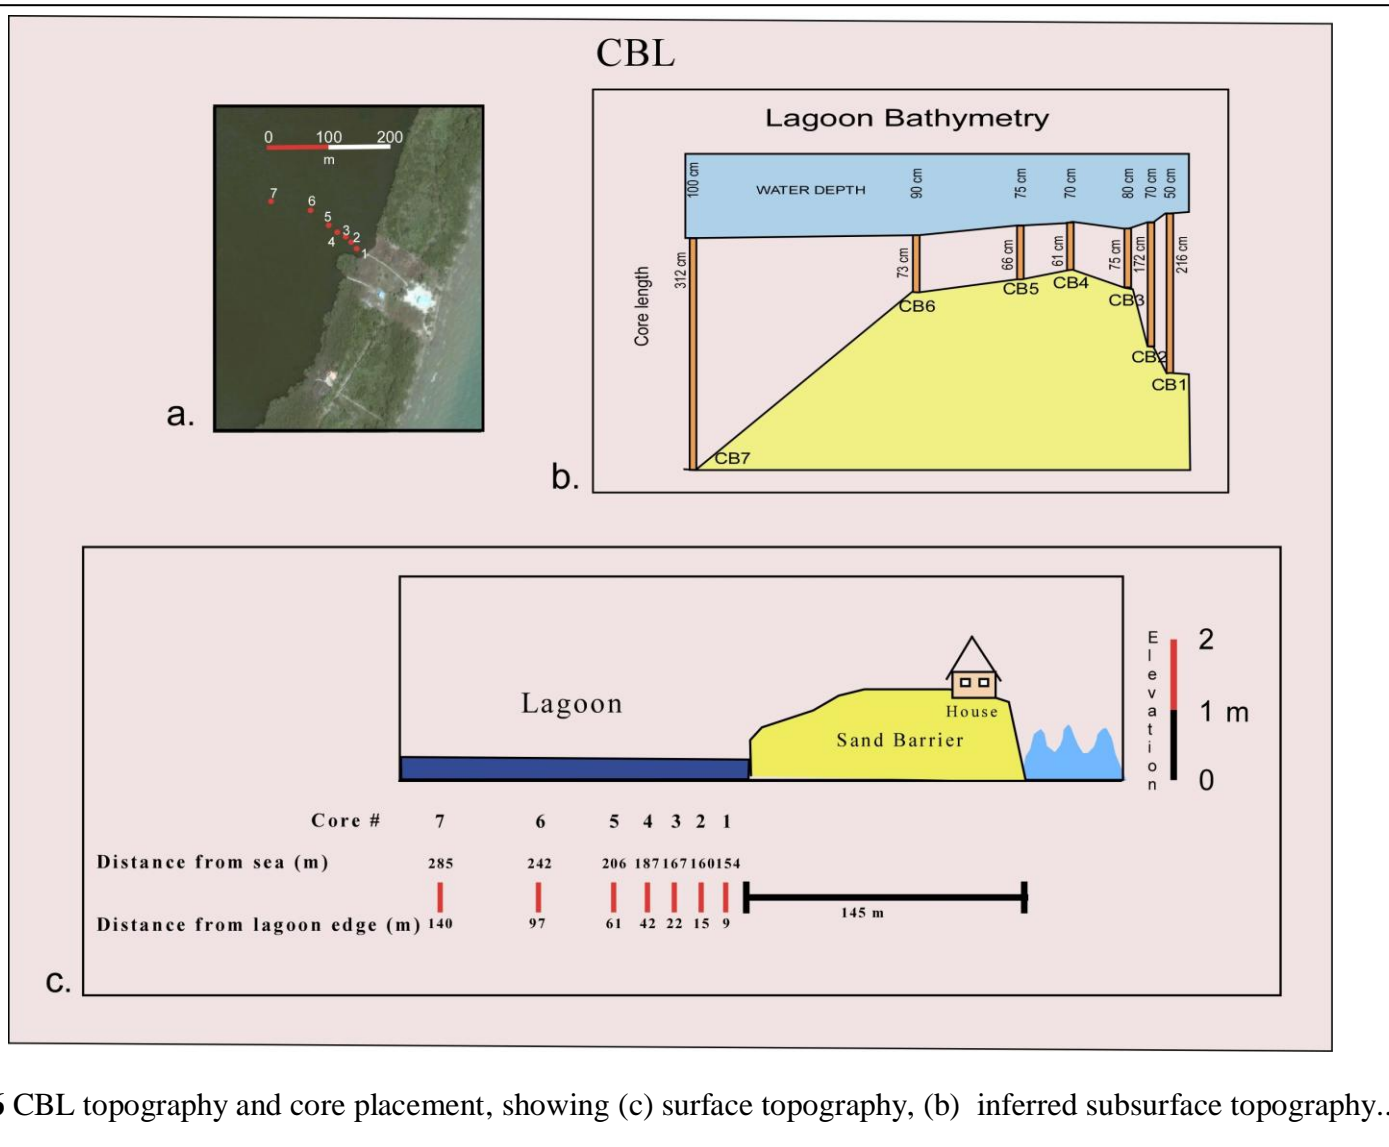 CBL
0 100 200
m
7
6
5
4
3
2
1
a.
Lagoon Bathymetry
WATER DEPTH
100 cm
90 cm
75 cm
70 cm
80 cm
70 cm
50 cm
Core length
312 cm
73 cm
66 cm
61 cm
75 cm
172 cm
216 cm
CB7
CB6
CB5
CB4
CB3
CB2
CB1
b.
Lagoon
House
Sand Barrier
Elevation
2
1 m
0
Core # 7 6 5 4 3 2 1
Distance from sea (m) 285 242 206 187 167 160 154
Distance from lagoon edge (m) 140 97 61 42 22 15 9
145 m
c.
CBL topography and core placement, showing (c) surface topography, (b) inferred subsurface topography..